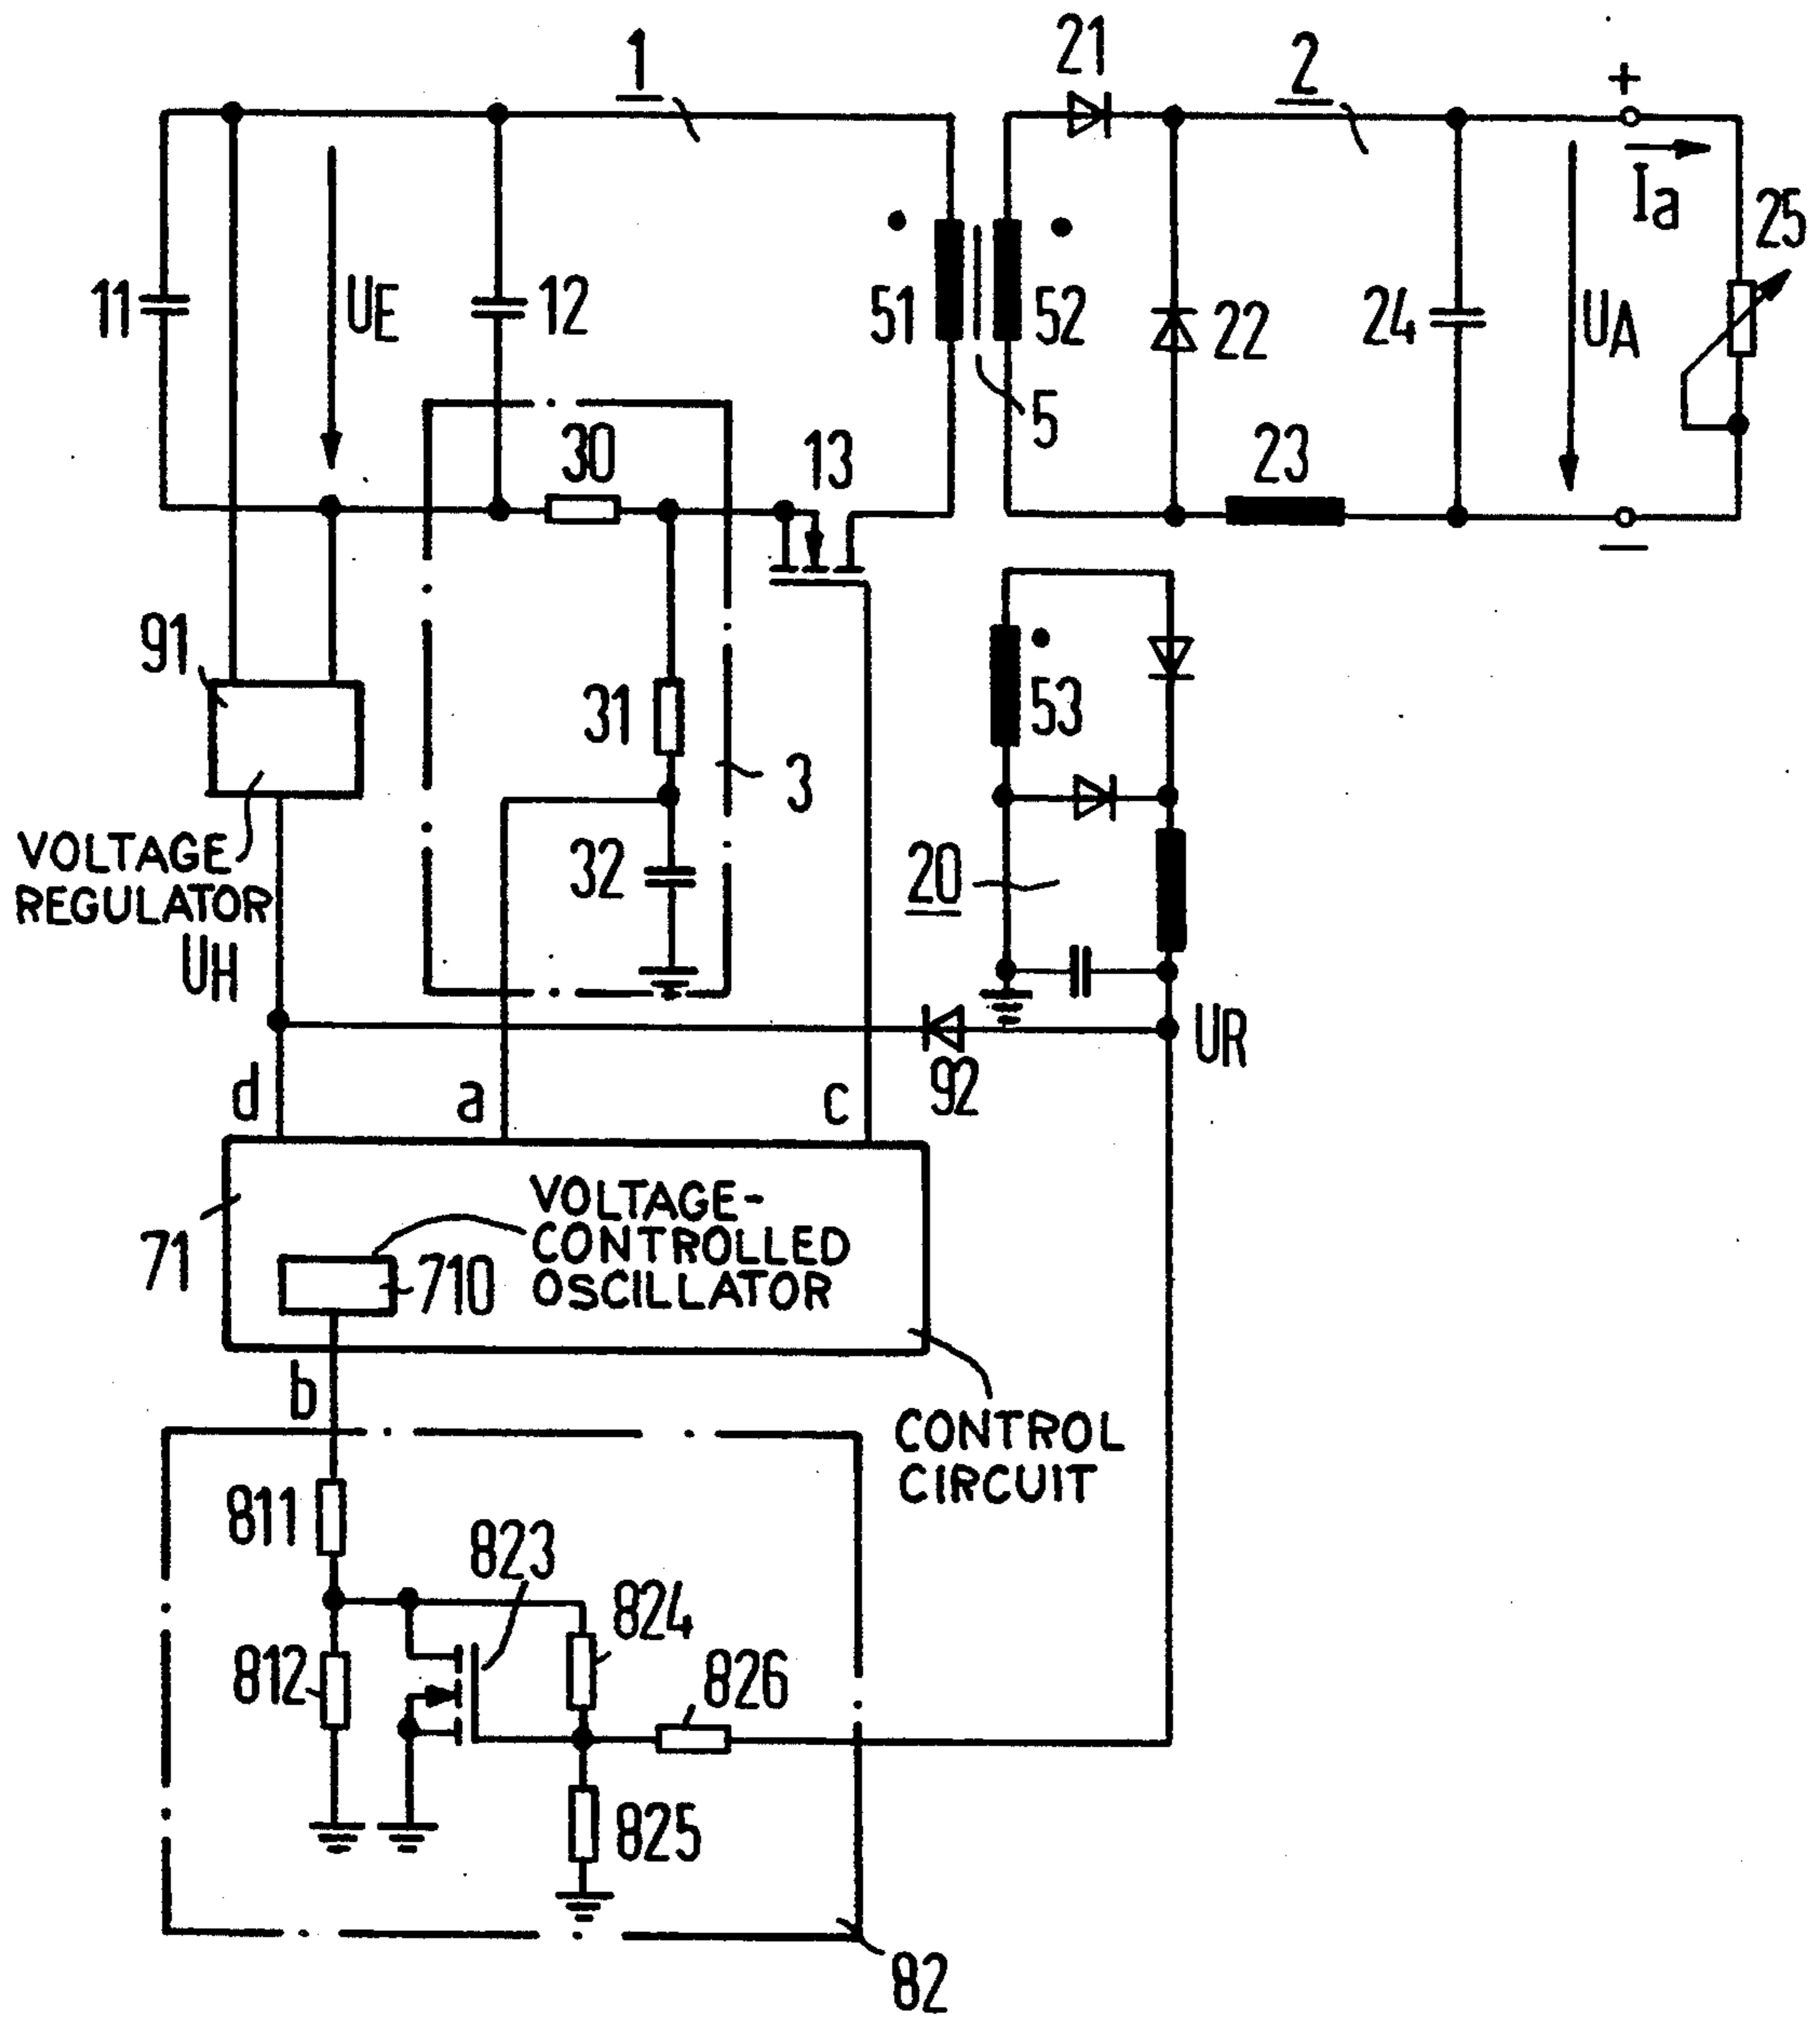 1
21
2
+
Ia
25
11
UE
12
51
52
22
24
UA
5
30
13
23
—
91
31
53
3
VOLTAGE
REGULATOR
32
20
UH
UR
d
a
c
92
71
VOLTAGE-
CONTROLLED
OSCILLATOR
710
b
CONTROL
CIRCUIT
811
823
824
812
826
825
82